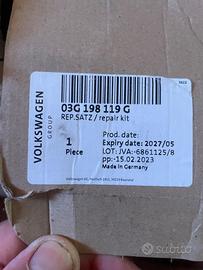 VOLKSWAGEN
GROUP
03G 198 119 G
REP.SATZ / repair kit
1
Piece
Prod. date:
Expiry date: 2027/05
LOT: JVA:-6861125/8
pp:-15.02.2023
Made in Germany
subito